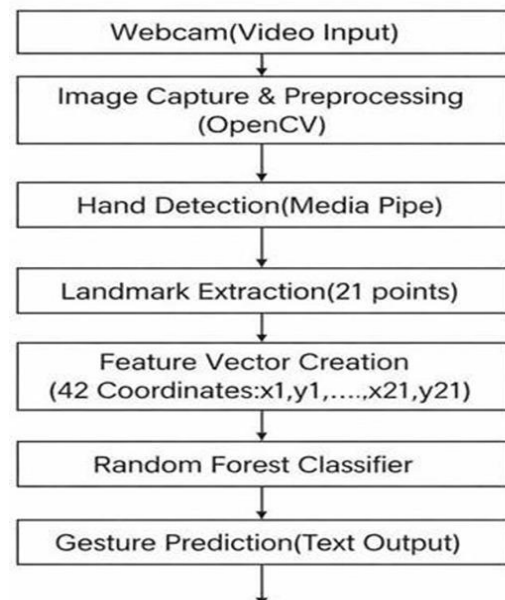 Webcam(Video Input)
Image Capture & Preprocessing
(OpenCV)
Hand Detection(Media Pipe)
Landmark Extraction(21 points)
Feature Vector Creation
(42 Coordinates:x1,y1,....,x21,y21)
Random Forest Classifier
Gesture Prediction(Text Output)